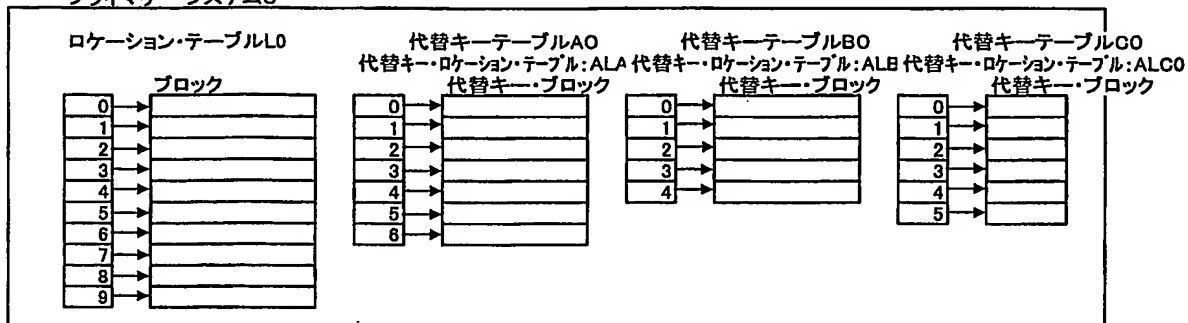 ロケーション・テーブルL0
ブロック
0
1
2
3
4
5
6
7
8
9
代替キーテーブルA0
代替キー・ロケーション・テーブル:ALA
代替キー・ブロック
0
1
2
3
4
5
6
代替キーテーブルB0
代替キー・ロケーション・テーブル:ALB
代替キー・ブロック
0
1
2
3
4
代替キーテーブルC0
代替キー・ロケーション・テーブル:ALC0
代替キー・ブロック
0
1
2
3
4
5